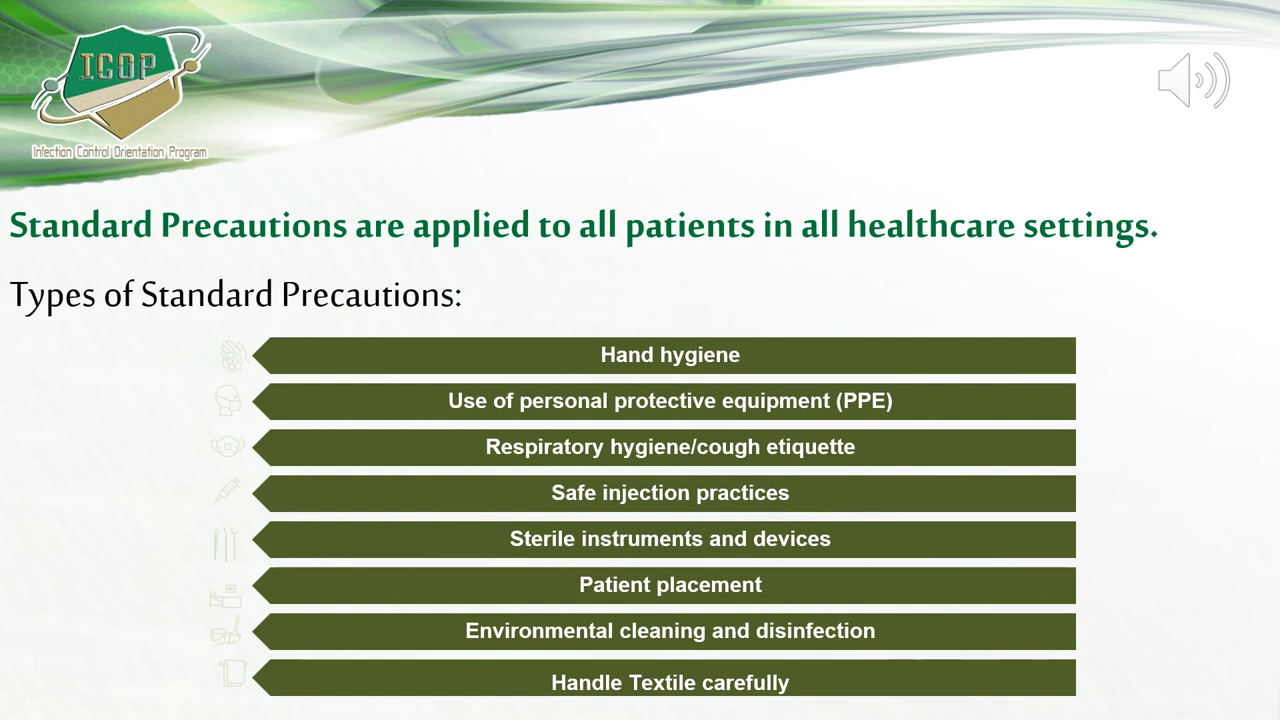 ICOP
Infection Control Orientation Program
Standard Precautions are applied to all patients in all healthcare settings.
Types of Standard Precautions:
Hand hygiene
Use of personal protective equipment (PPE)
Respiratory hygiene/cough etiquette
Safe injection practices
Sterile instruments and devices
Patient placement
Environmental cleaning and disinfection
Handle Textile carefully